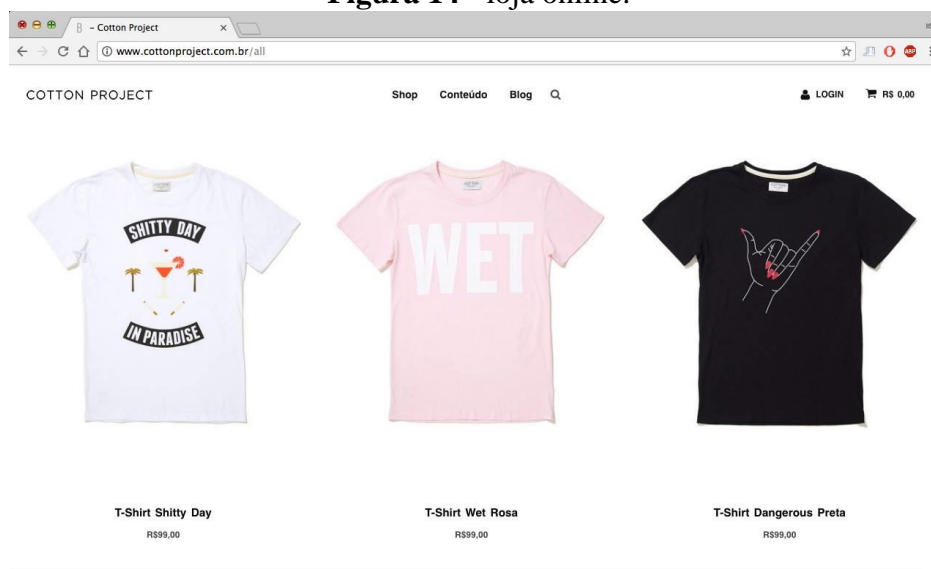 Figura 14 - loja online.
– Cotton Project
www.cottonproject.com.br/all
COTTON PROJECT
Shop Conteúdo Blog
LOGIN R$ 0,00
SHITTY DAY
IN PARADISE
WET
T-Shirt Shitty Day
R$99,00
T-Shirt Wet Rosa
R$99,00
T-Shirt Dangerous Preta
R$99,00